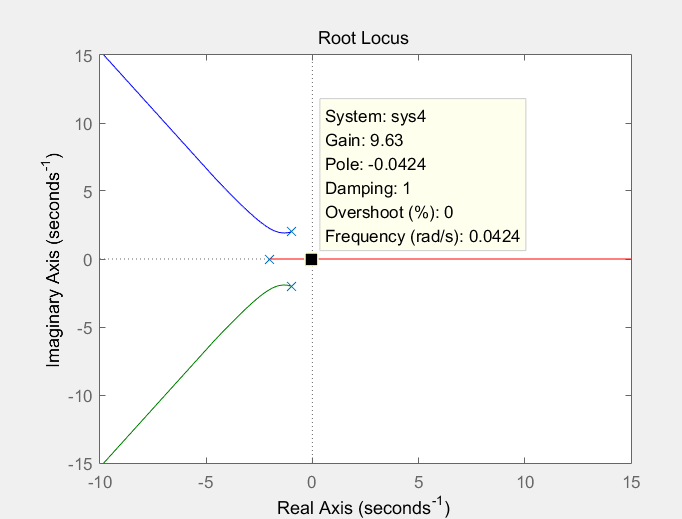 Root Locus
15
10
5
0
-5
-10
-15
Imaginary Axis (seconds⁻¹)
System: sys4
Gain: 9.63
Pole: -0.0424
Damping: 1
Overshoot (%): 0
Frequency (rad/s): 0.0424
-10
-5
0
5
10
15
Real Axis (seconds⁻¹)